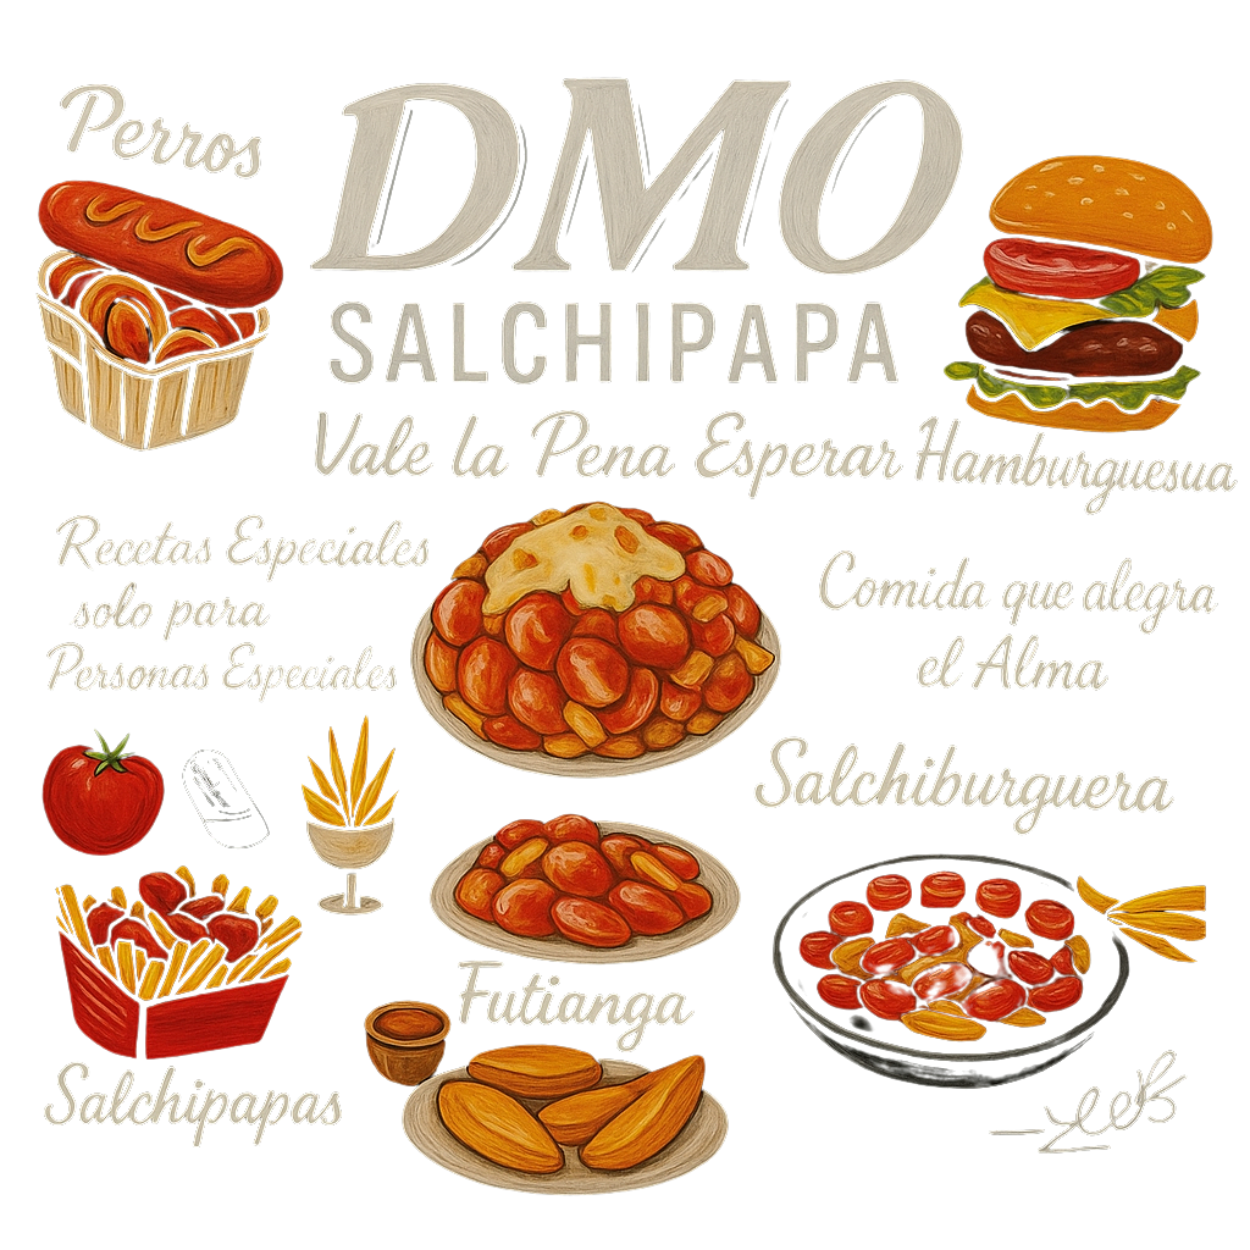 Perros
DMO
SALCHIPAPA
Vale la Pena Esperar
Hamburguesua
Recetas Especiales
solo para
Personas Especiales
Comida que alegra
el Alma
Salchiburguera
Futianga
Salchipapas